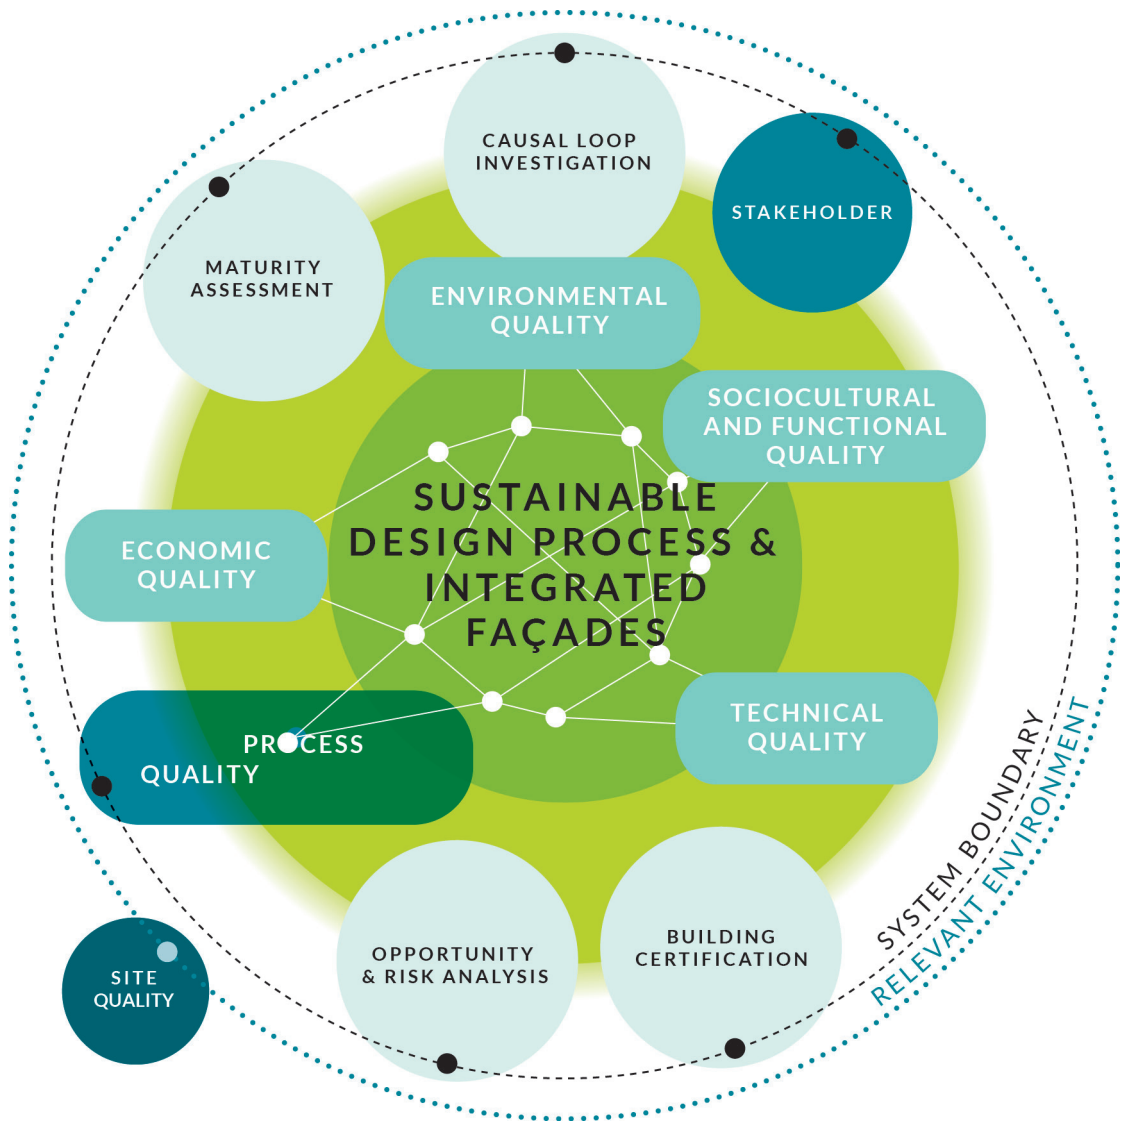 CAUSAL LOOP
INVESTIGATION
STAKEHOLDER
MATURITY
ASSESSMENT
ENVIRONMENTAL
QUALITY
SOCIOCULTURAL
AND FUNCTIONAL
QUALITY
SUSTAINABLE
DESIGN PROCESS &
INTEGRATED
FAÇADES
ECONOMIC
QUALITY
PROCESS
QUALITY
TECHNICAL
QUALITY
SYSTEM BOUNDARY
RELEVANT ENVIRONMENT
OPPORTUNITY
& RISK ANALYSIS
BUILDING
CERTIFICATION
SITE
QUALITY